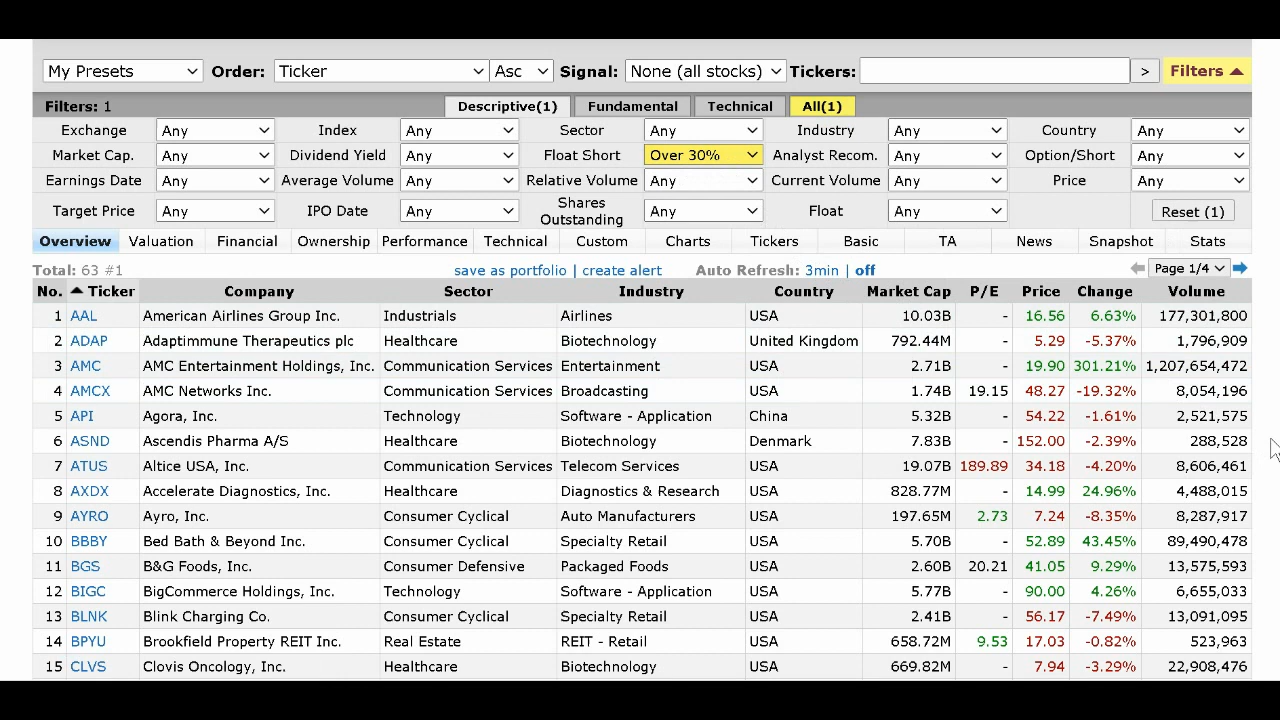 My Presets Order: Ticker Asc Signal: None (all stocks) Tickers: > Filters
Filters: 1 Descriptive(1) Fundamental Technical All(1)
Exchange Any Index Any Sector Any Industry Any Country Any
Market Cap. Any Dividend Yield Any Float Short Over 30% Analyst Recom. Any Option/Short Any
Earnings Date Any Average Volume Any Relative Volume Any Current Volume Any Price Any
Target Price Any IPO Date Any Shares Outstanding Any Float Any Reset (1)
Overview Valuation Financial Ownership Performance Technical Custom Charts Tickers Basic TA News Snapshot Stats
Total: 63 #1 save as portfolio | create alert Auto Refresh: 3min | off Page 1/4
No. Ticker Company Sector Industry Country Market Cap P/E Price Change Volume
1 AAL American Airlines Group Inc. Industrials Airlines USA 10.03B - 16.56 6.63% 177,301,800
2 ADAP Adaptimmune Therapeutics plc Healthcare Biotechnology United Kingdom 792.44M - 5.29 -5.37% 1,796,909
3 AMC AMC Entertainment Holdings, Inc. Communication Services Entertainment USA 2.71B - 19.90 301.21% 1,207,654,472
4 AMCX AMC Networks Inc. Communication Services Broadcasting USA 1.74B 19.15 48.27 -19.32% 8,054,196
5 API Agora, Inc. Technology Software - Application China 5.32B - 54.22 -1.61% 2,521,575
6 ASND Ascendis Pharma A/S Healthcare Biotechnology Denmark 7.83B - 152.00 -2.39% 288,528
7 ATUS Altice USA, Inc. Communication Services Telecom Services USA 19.07B 189.89 34.18 -4.20% 8,606,461
8 AXDX Accelerate Diagnostics, Inc. Healthcare Diagnostics & Research USA 828.77M - 14.99 24.96% 4,488,015
9 AYRO Ayro, Inc. Consumer Cyclical Auto Manufacturers USA 197.65M 2.73 7.24 -8.35% 8,287,917
10 BBBY Bed Bath & Beyond Inc. Consumer Cyclical Specialty Retail USA 5.70B - 52.89 43.45% 89,490,478
11 BGS B&G Foods, Inc. Consumer Defensive Packaged Foods USA 2.60B 20.21 41.05 9.29% 13,575,593
12 BIGC BigCommerce Holdings, Inc. Technology Software - Application USA 5.77B - 90.00 4.26% 6,655,033
13 BLNK Blink Charging Co. Consumer Cyclical Specialty Retail USA 2.41B - 56.17 -7.49% 13,091,095
14 BPYU Brookfield Property REIT Inc. Real Estate REIT - Retail USA 658.72M 9.53 17.03 -0.82% 523,963
15 CLVS Clovis Oncology, Inc. Healthcare Biotechnology USA 669.82M - 7.94 -3.29% 22,908,476